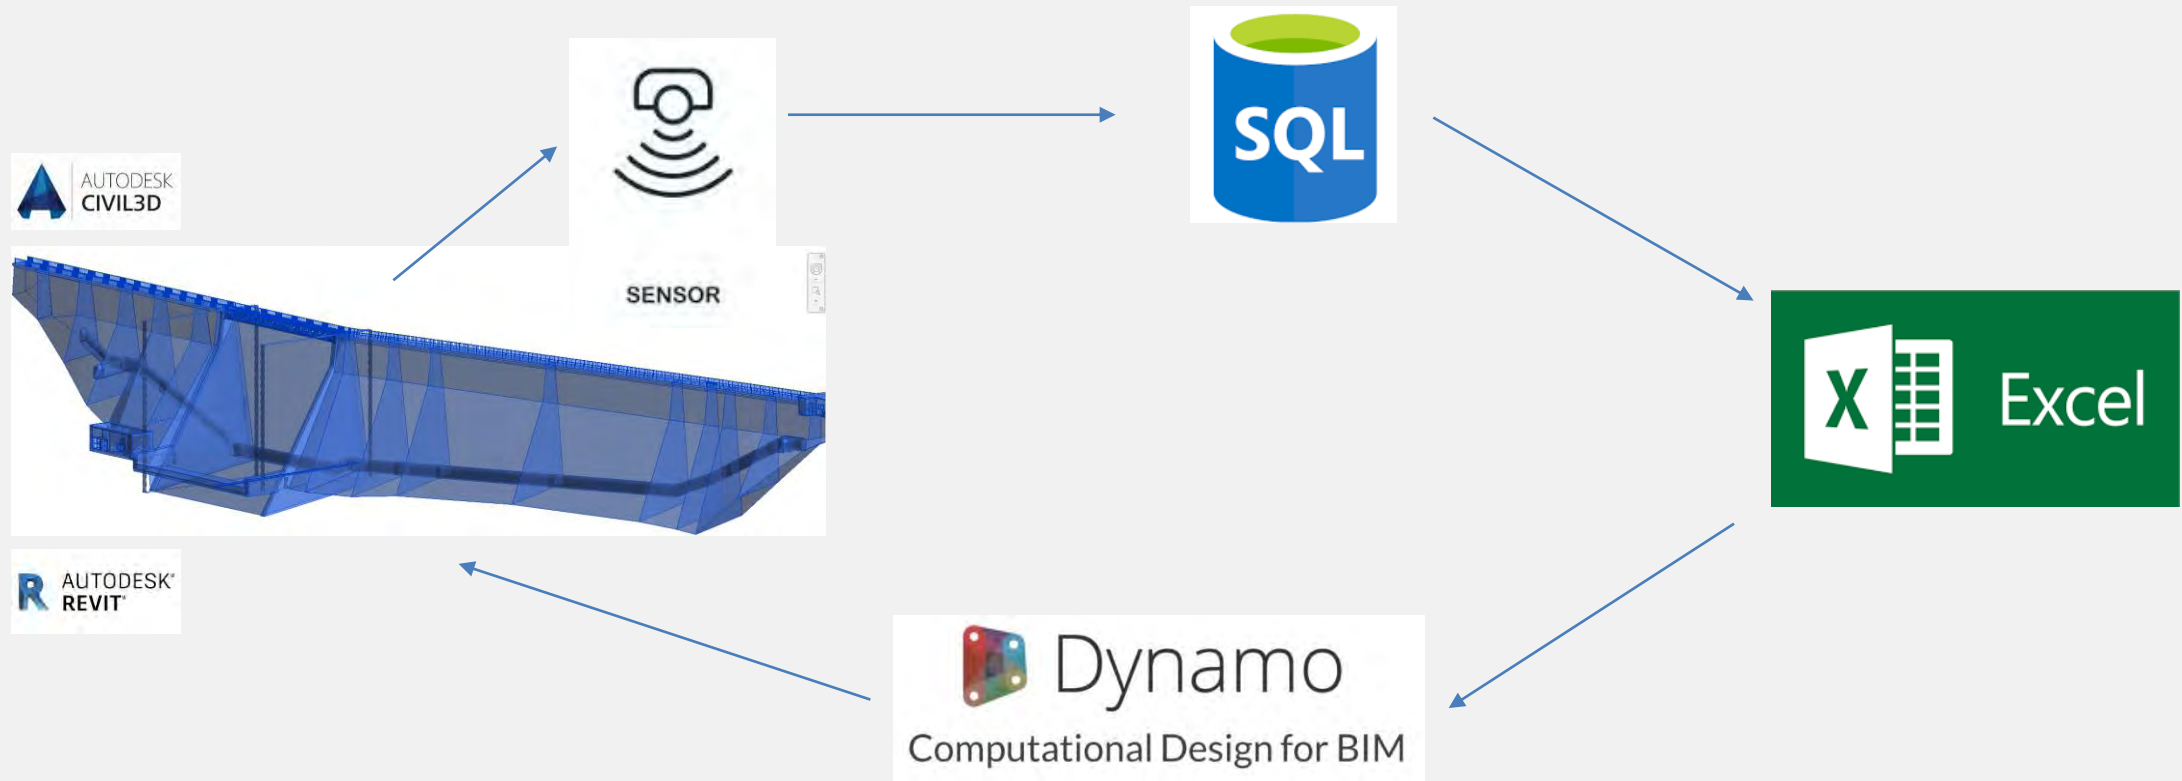 AUTODESK
CIVIL3D
SENSOR
SQL
X Excel
AUTODESK®
REVIT®
Dynamo
Computational Design for BIM